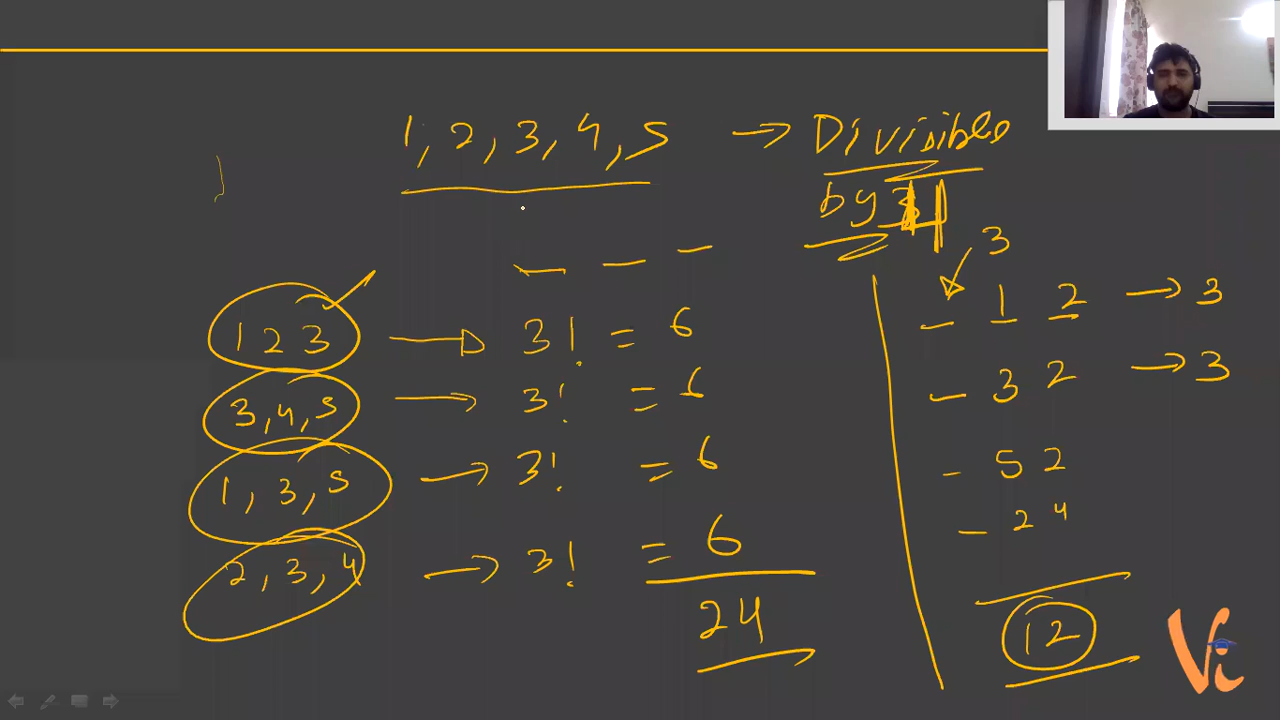 1, 2, 3, 4, 5 → Divisible
by
_ _ _
1 2 3 → 3! = 6
3, 4, 5 → 3! = 6
1, 3, 5 → 3! = 6
2, 3, 4 → 3! = 6
24
3
_ 1 2 → 3
_ 3 2 → 3
_ 5 2
_ 2 4
12
Vi